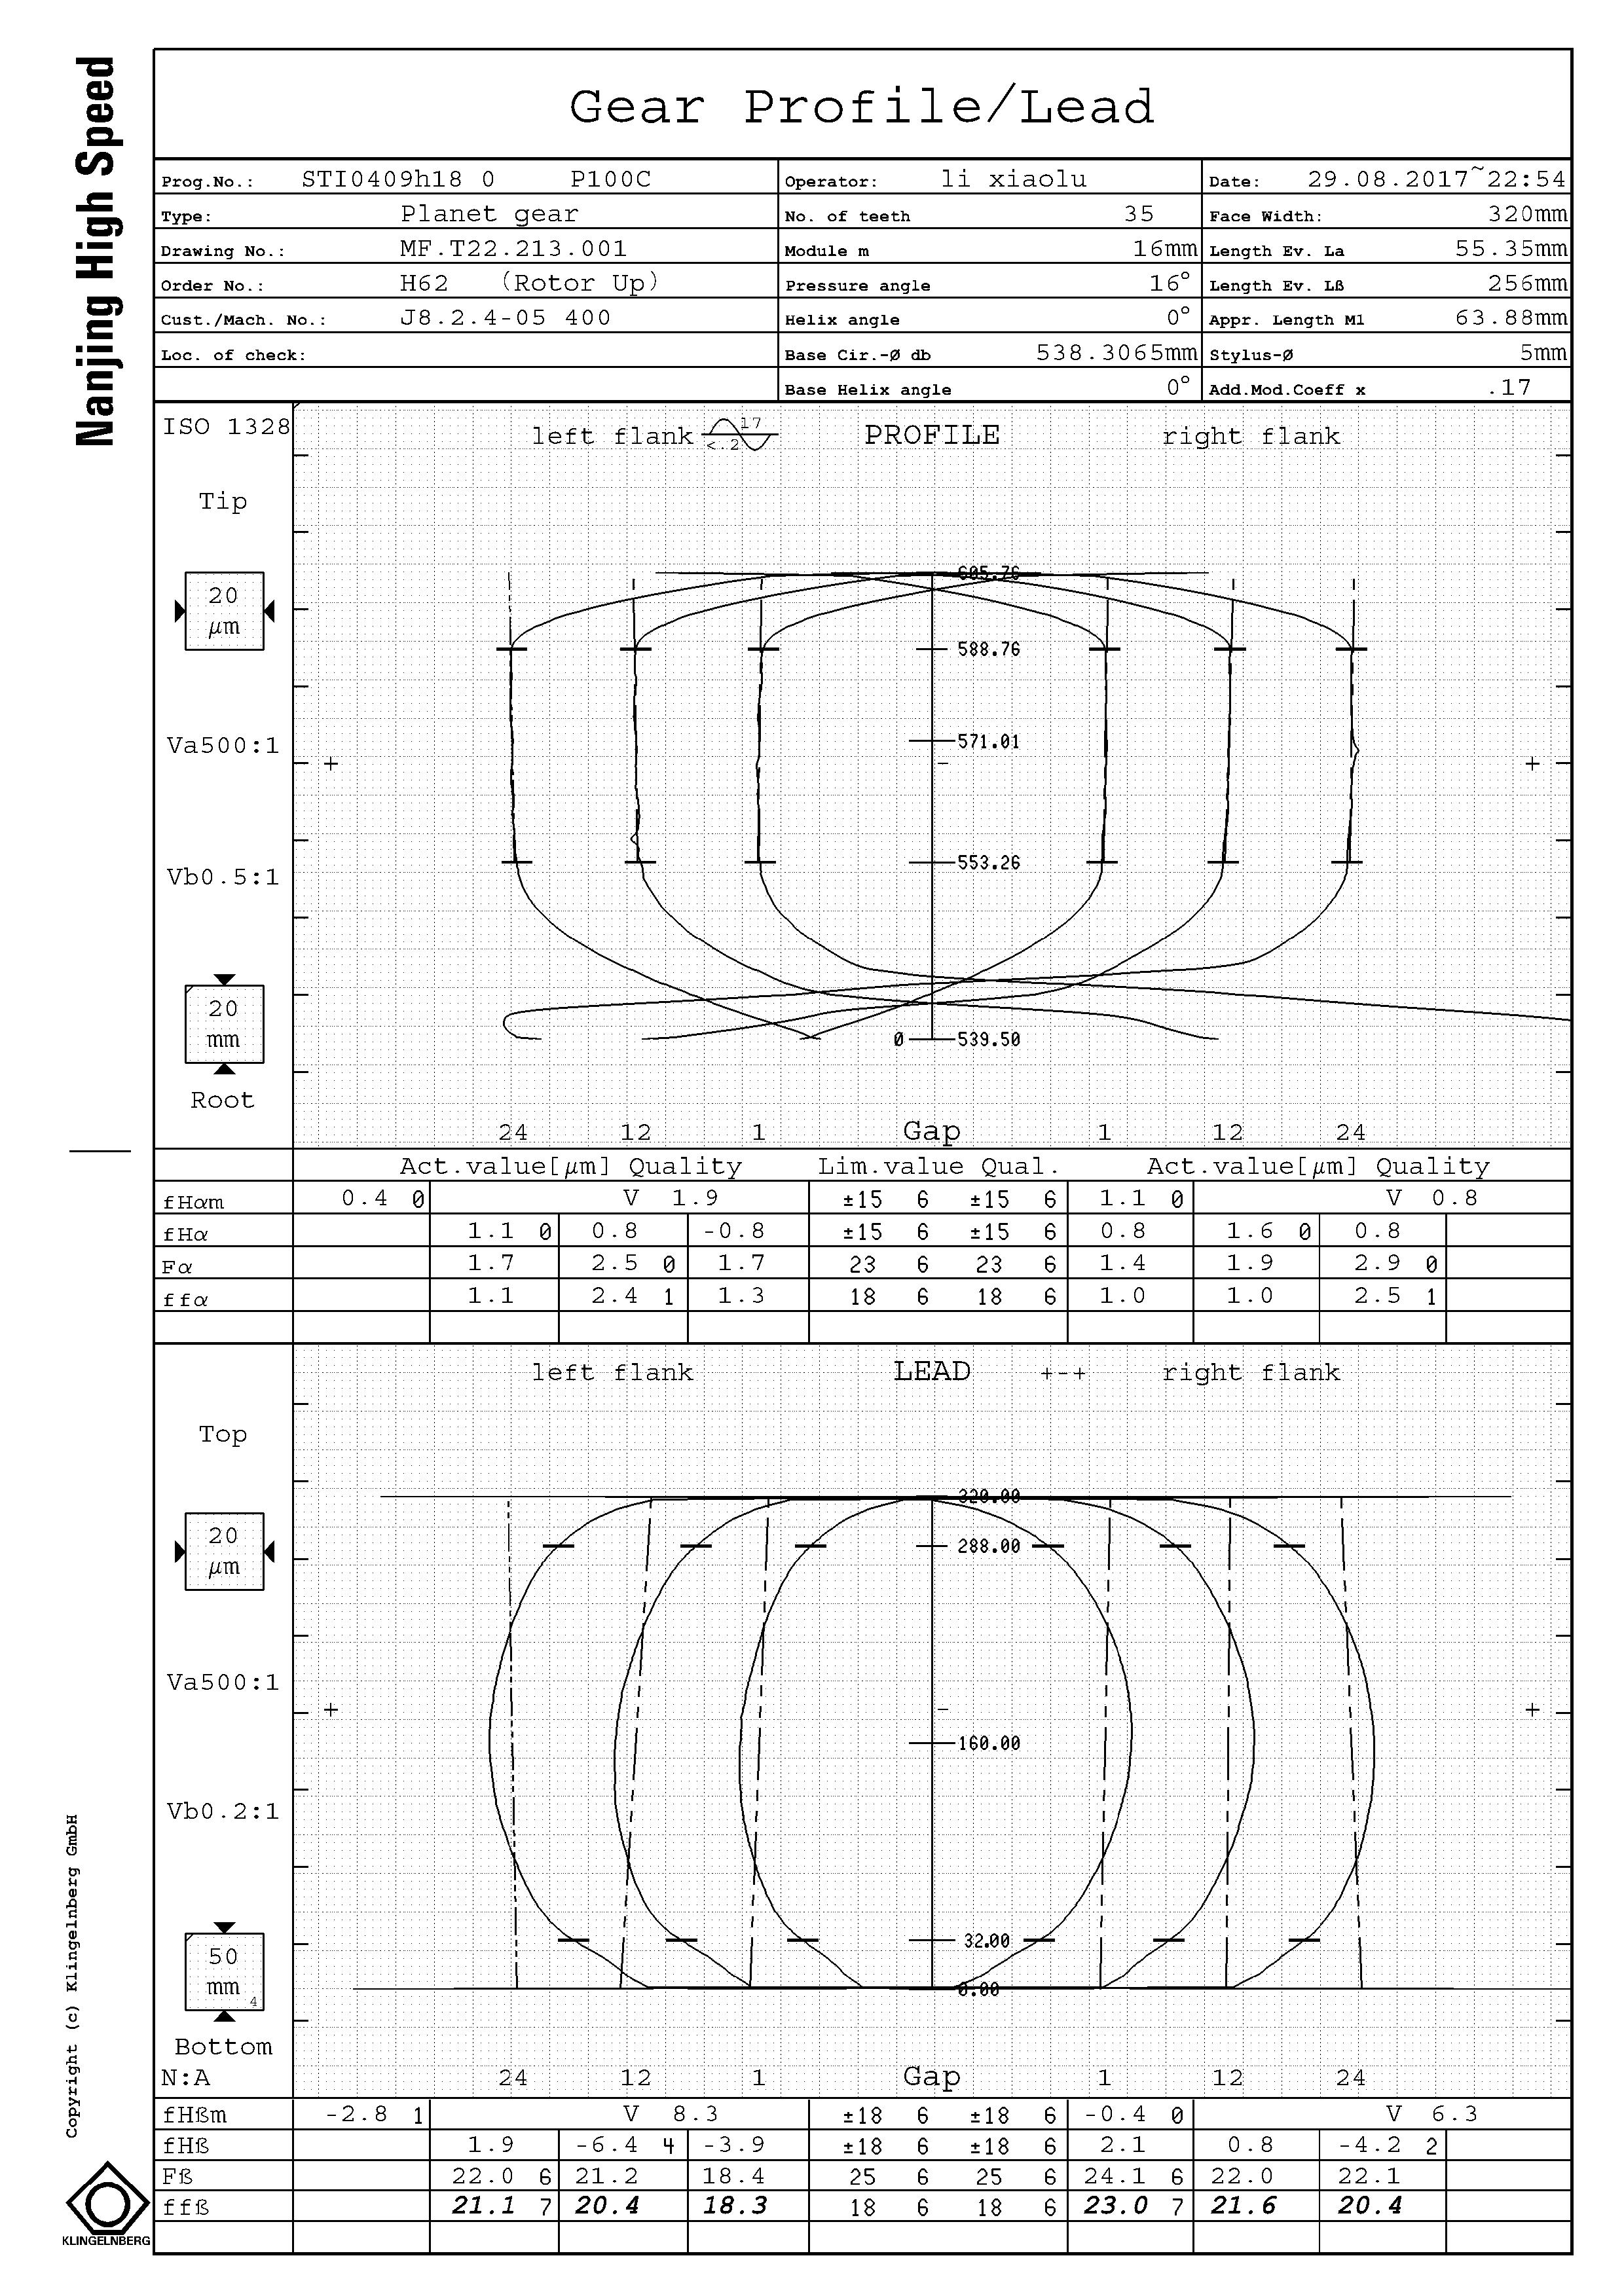 Nanjing High Speed
Gear Profile/Lead
Prog.No.: STI0409h18 0 P100C Operator: li xiaolu Date: 29.08.2017~22:54
Type: Planet gear No. of teeth 35 Face Width: 320mm
Drawing No.: MF.T22.213.001 Module m 16mm Length Ev. La 55.35mm
Order No.: H62 (Rotor Up) Pressure angle 16° Length Ev. Lß 256mm
Cust./Mach. No.: J8.2.4-05 400 Helix angle 0° Appr. Length M1 63.88mm
Loc. of check: Base Cir.-Ø db 538.3065mm Stylus-Ø 5mm
Base Helix angle 0° Add.Mod.Coeff x .17
ISO 1328 left flank 17 <.2 PROFILE right flank
Tip
605.76
20
µm
588.76
Va500:1 571.01
+ - +
Vb0.5:1 553.26
20
mm
0 539.50
Root
24 12 1 Gap 1 12 24
Act.value[µm] Quality Lim.value Qual. Act.value[µm] Quality
fHαm 0.4 0 V 1.9 ±15 6 ±15 6 1.1 0 V 0.8
fHα 1.1 0 0.8 -0.8 ±15 6 ±15 6 0.8 1.6 0 0.8
Fα 1.7 2.5 0 1.7 23 6 23 6 1.4 1.9 2.9 0
ffα 1.1 2.4 1 1.3 18 6 18 6 1.0 1.0 2.5 1
left flank LEAD +-+ right flank
Top
320.00
20
µm
288.00
Va500:1
+ - +
160.00
Vb0.2:1
32.00
50
mm
4
0.00
Bottom
N:A 24 12 1 Gap 1 12 24
fHßm -2.8 1 V 8.3 ±18 6 ±18 6 -0.4 0 V 6.3
fHß 1.9 -6.4 4 -3.9 ±18 6 ±18 6 2.1 0.8 -4.2 2
Fß 22.0 6 21.2 18.4 25 6 25 6 24.1 6 22.0 22.1
ffß 21.1 7 20.4 18.3 18 6 18 6 23.0 7 21.6 20.4
Copyright (c) Klingelnberg GmbH
KLINGELNBERG